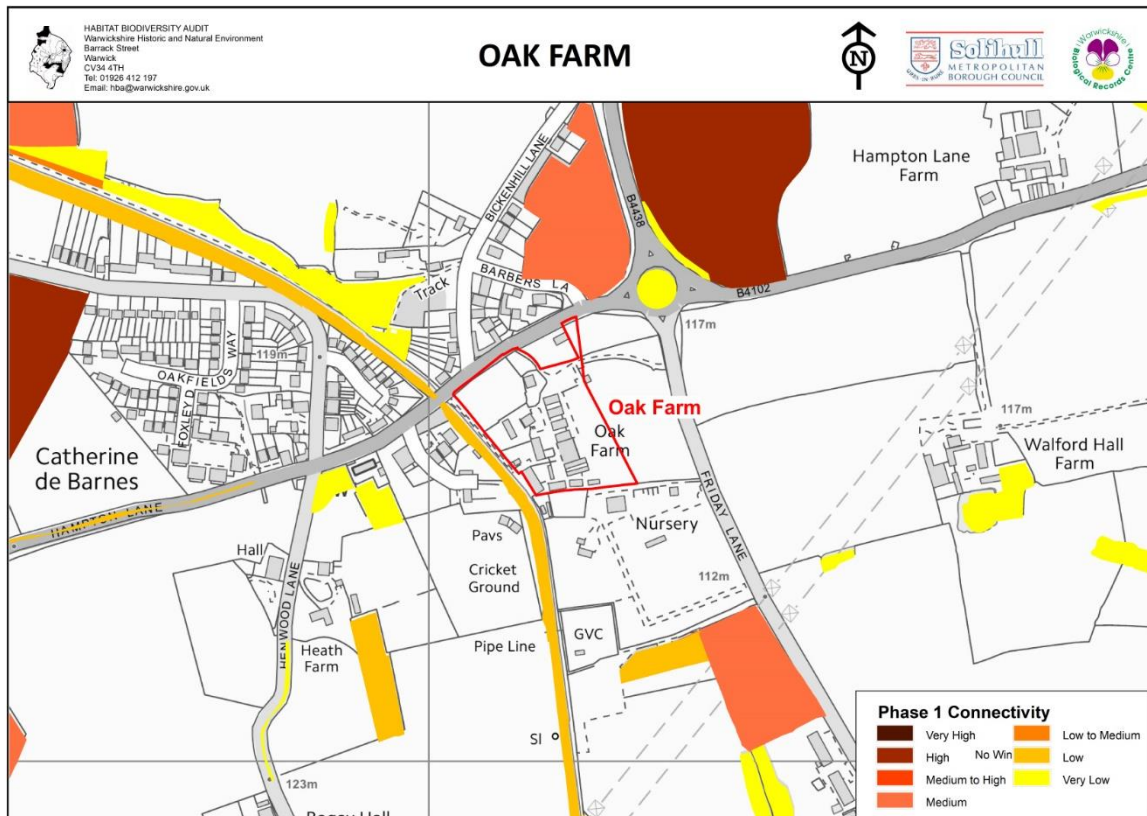 HABITAT BIODIVERSITY AUDIT
Warwickshire Historic and Natural Environment
Barrack Street
Warwick
CV34 4TH
Tel: 01926 412 197
Email: hba@warwickshire.gov.uk
OAK FARM
N
Solihull
METROPOLITAN
BOROUGH COUNCIL
Warwickshire
Biological Records Centre
BICKENHILL LANE
Hampton Lane
Farm
B4438
BARBERS LA
Track
B4102
117m
119m
OAKFIELDS WAY
FOXLEY D
Oak Farm
Oak
Farm
117m
Walford Hall
Farm
Catherine
de Barnes
HAMPTON LANE
FRIDAY LANE
Nursery
Pavs
Hall
Cricket
Ground
112m
HENWOOD LANE
Heath
Farm
Pipe Line
GVC
SI
123m
Phase 1 Connectivity
Very High
Low to Medium
High
No Win
Low
Medium to High
Very Low
Medium